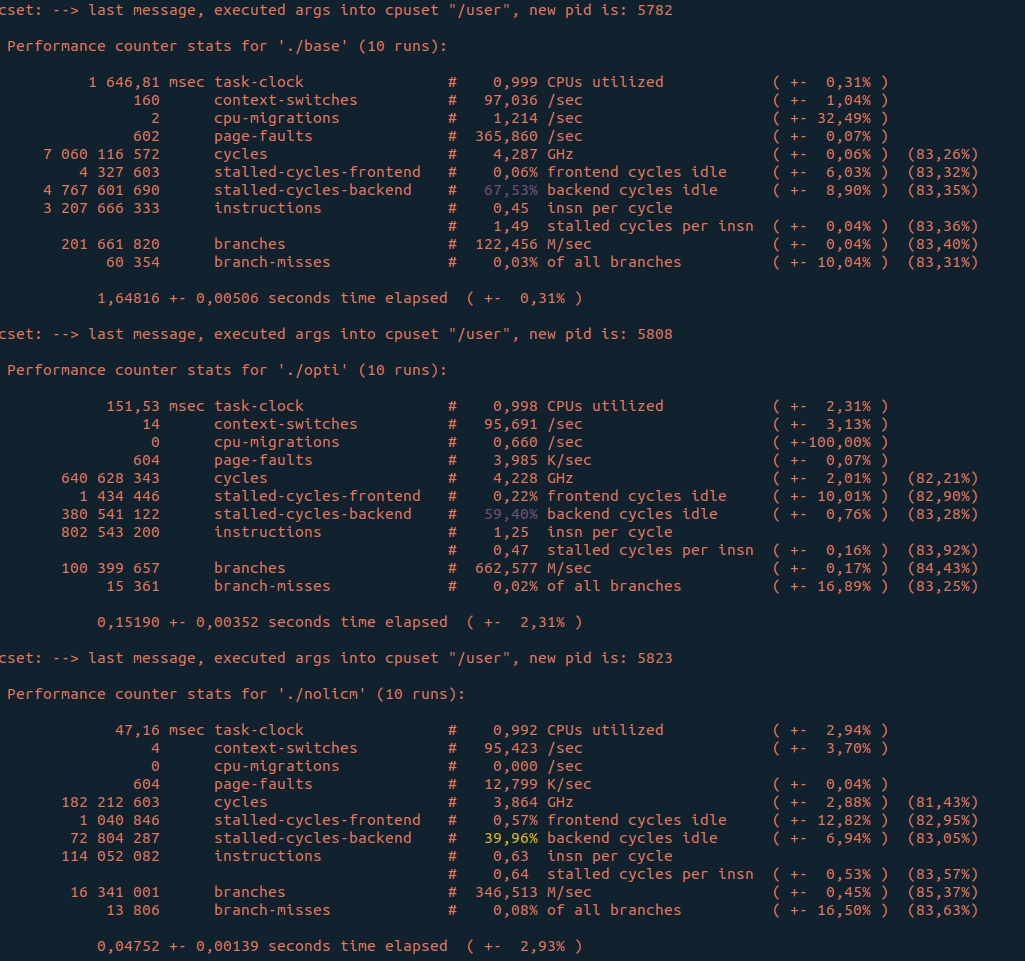 cset: --> last message, executed args into cpuset "/user", new pid is: 5782
Performance counter stats for './base' (10 runs):
1 646,81 msec task-clock # 0,999 CPUs utilized ( +- 0,31% )
160 context-switches # 97,036 /sec ( +- 1,04% )
2 cpu-migrations # 1,214 /sec ( +- 32,49% )
602 page-faults # 365,860 /sec ( +- 0,07% )
7 060 116 572 cycles # 4,287 GHz ( +- 0,06% ) (83,26%)
4 327 603 stalled-cycles-frontend # 0,06% frontend cycles idle ( +- 6,03% ) (83,32%)
4 767 601 690 stalled-cycles-backend # 67,53% backend cycles idle ( +- 8,90% ) (83,35%)
3 207 666 333 instructions # 0,45 insn per cycle
# 1,49 stalled cycles per insn ( +- 0,04% ) (83,36%)
201 661 820 branches # 122,456 M/sec ( +- 0,04% ) (83,40%)
60 354 branch-misses # 0,03% of all branches ( +- 10,04% ) (83,31%)
1,64816 +- 0,00506 seconds time elapsed ( +- 0,31% )
cset: --> last message, executed args into cpuset "/user", new pid is: 5808
Performance counter stats for './opti' (10 runs):
151,53 msec task-clock # 0,998 CPUs utilized ( +- 2,31% )
14 context-switches # 95,691 /sec ( +- 3,13% )
0 cpu-migrations # 0,660 /sec ( +-100,00% )
604 page-faults # 3,985 K/sec ( +- 0,07% )
640 628 343 cycles # 4,228 GHz ( +- 2,01% ) (82,21%)
1 434 446 stalled-cycles-frontend # 0,22% frontend cycles idle ( +- 10,01% ) (82,90%)
380 541 122 stalled-cycles-backend # 59,40% backend cycles idle ( +- 0,76% ) (83,28%)
802 543 200 instructions # 1,25 insn per cycle
# 0,47 stalled cycles per insn ( +- 0,16% ) (83,92%)
100 399 657 branches # 662,577 M/sec ( +- 0,17% ) (84,43%)
15 361 branch-misses # 0,02% of all branches ( +- 16,89% ) (83,25%)
0,15190 +- 0,00352 seconds time elapsed ( +- 2,31% )
cset: --> last message, executed args into cpuset "/user", new pid is: 5823
Performance counter stats for './nolicm' (10 runs):
47,16 msec task-clock # 0,992 CPUs utilized ( +- 2,94% )
4 context-switches # 95,423 /sec ( +- 3,70% )
0 cpu-migrations # 0,000 /sec
604 page-faults # 12,799 K/sec ( +- 0,04% )
182 212 603 cycles # 3,864 GHz ( +- 2,88% ) (81,43%)
1 040 846 stalled-cycles-frontend # 0,57% frontend cycles idle ( +- 12,82% ) (82,95%)
72 804 287 stalled-cycles-backend # 39,96% backend cycles idle ( +- 6,94% ) (83,05%)
114 052 082 instructions # 0,63 insn per cycle
# 0,64 stalled cycles per insn ( +- 0,53% ) (83,57%)
16 341 001 branches # 346,513 M/sec ( +- 0,45% ) (85,37%)
13 806 branch-misses # 0,08% of all branches ( +- 16,50% ) (83,63%)
0,04752 +- 0,00139 seconds time elapsed ( +- 2,93% )